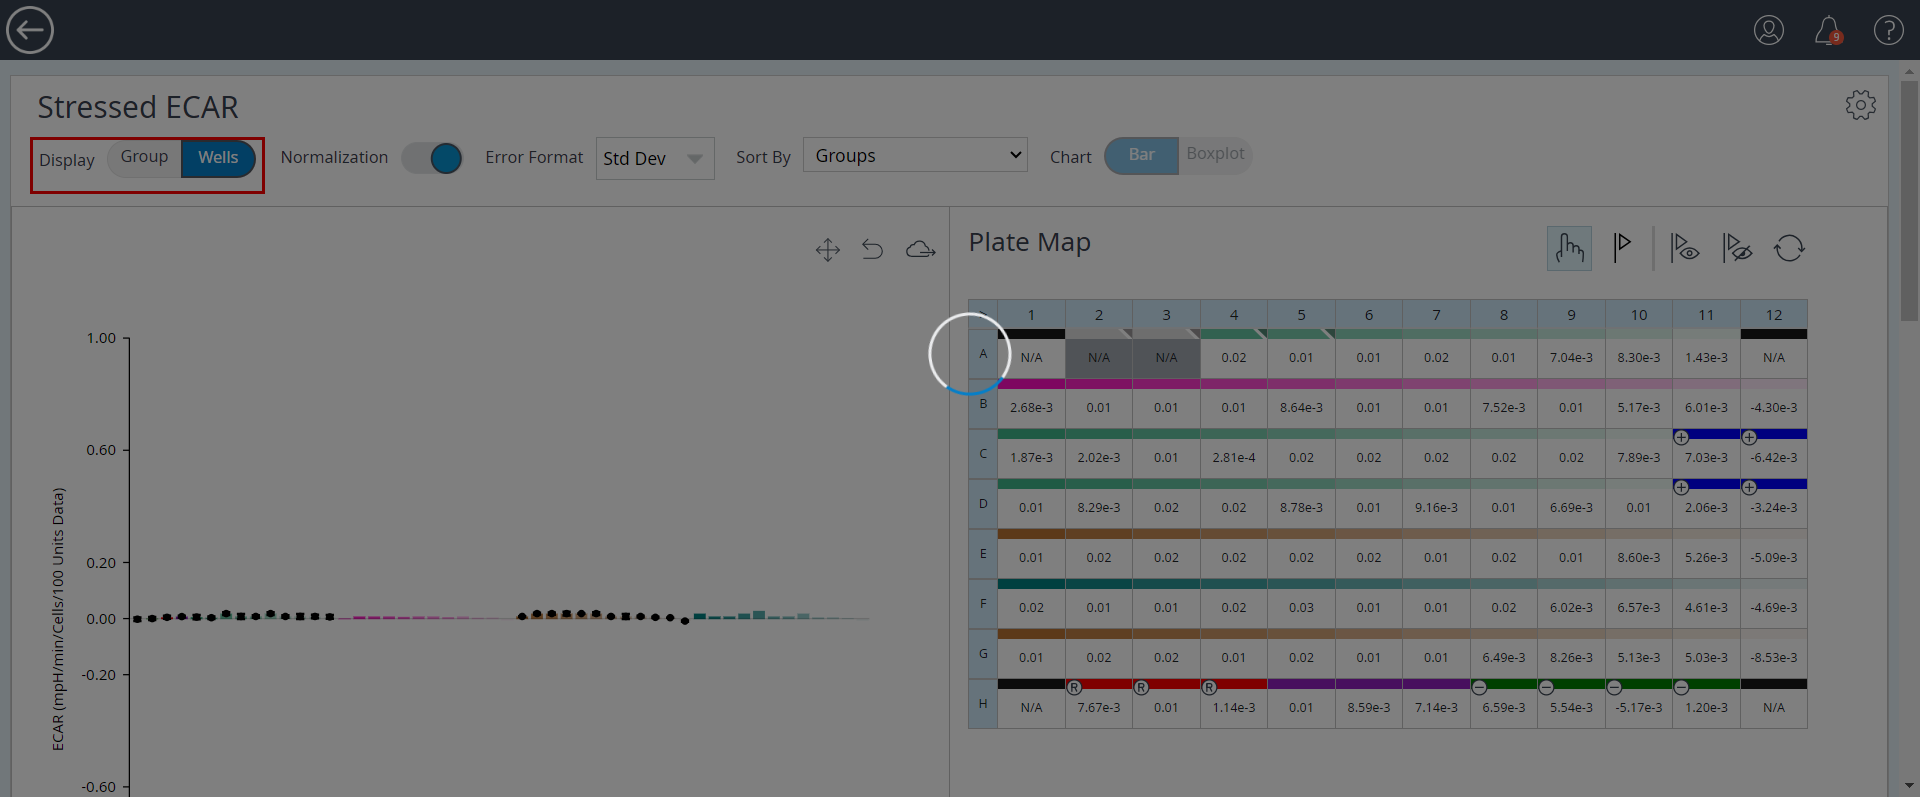 9
?
Stressed ECAR
Display Group Wells Normalization Error Format Std Dev Sort By Groups Chart Bar Boxplot
Plate Map
1.00
0.60
0.20
0.00
-0.20
-0.60
ECAR (mpH/min/Cells/100 Units Data)
1 2 3 4 5 6 7 8 9 10 11 12
A N/A N/A N/A 0.02 0.01 0.01 0.02 0.01 7.04e-3 8.30e-3 1.43e-3 N/A
B 2.68e-3 0.01 0.01 0.01 8.64e-3 0.01 0.01 7.52e-3 0.01 5.17e-3 6.01e-3 -4.30e-3
+ +
C 1.87e-3 2.02e-3 0.01 2.81e-4 0.02 0.02 0.02 0.02 0.02 7.89e-3 7.03e-3 -6.42e-3
+ +
D 0.01 8.29e-3 0.02 0.02 8.78e-3 0.01 9.16e-3 0.01 6.69e-3 0.01 2.06e-3 -3.24e-3
E 0.01 0.02 0.02 0.02 0.02 0.02 0.01 0.02 0.01 8.60e-3 5.26e-3 -5.09e-3
F 0.02 0.01 0.01 0.02 0.03 0.01 0.01 0.02 6.02e-3 6.57e-3 4.61e-3 -4.69e-3
G 0.01 0.02 0.02 0.01 0.02 0.01 0.01 6.49e-3 8.26e-3 5.13e-3 5.03e-3 -8.53e-3
R R R − − − −
H N/A 7.67e-3 0.01 1.14e-3 0.01 8.59e-3 7.14e-3 6.59e-3 5.54e-3 -5.17e-3 1.20e-3 N/A